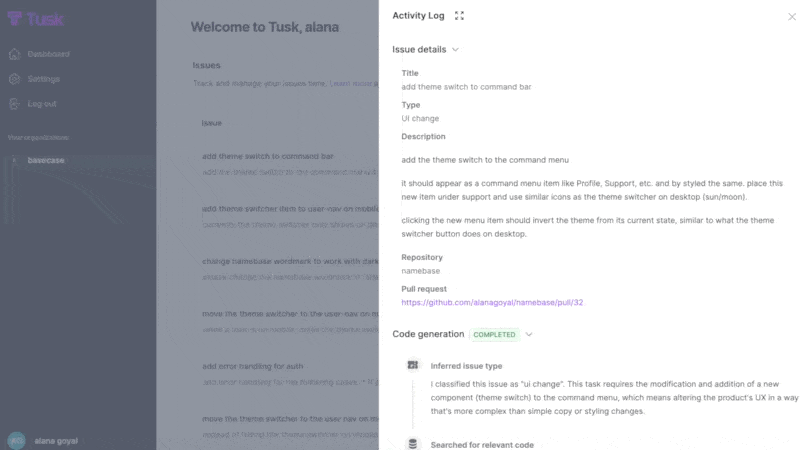 Tusk
Dashboard
Settings
Log out
Your organizations
basecase
alana goyal
Welcome to Tusk, alana
Issues
Track and manage your issues here.
Issue
add theme switch to command bar
add the theme switch to the command
add theme switcher item to user-nav on mobile
change namebase wordmark to work with dark
move the theme switcher to the user-nav on
add error handling for auth
move the theme switcher to the user-nav on
Activity Log
Issue details
Title
add theme switch to command bar
Type
UI change
Description
add the theme switch to the command menu
it should appear as a command menu item like Profile, Support, etc. and by styled the same. place this
new item under support and use similar icons as the theme switcher on desktop (sun/moon).
clicking the new menu item should invert the theme from its current state, similar to what the theme
switcher button does on desktop.
Repository
namebase
Pull request
https://github.com/alanagoyal/namebase/pull/32
Code generation COMPLETED
Inferred issue type
I classified this issue as "ui change". This task requires the modification and addition of a new
component (theme switch) to the command menu, which means altering the product's UX in a way
that's more complex than simple copy or styling changes.
Searched for relevant code